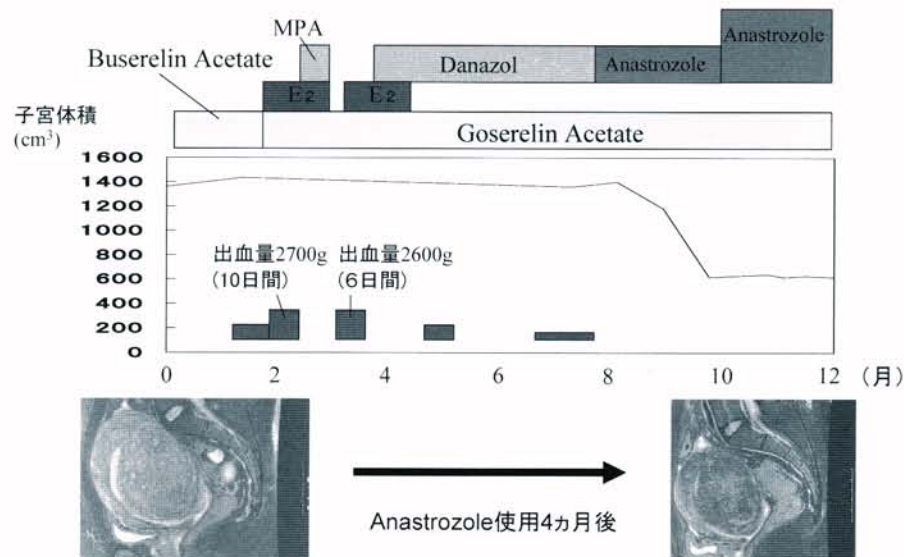 MPA
Buserelin Acetate
Danazol
Anastrozole
Anastrozole
E2
E2
Goserelin Acetate
子宮体積
(cm³)
1600
1400
1200
1000
800
600
400
200
0
出血量2700g
(10日間)
出血量2600g
(6日間)
0 2 4 6 8 10 12 (月)
Anastrozole使用4ヵ月後